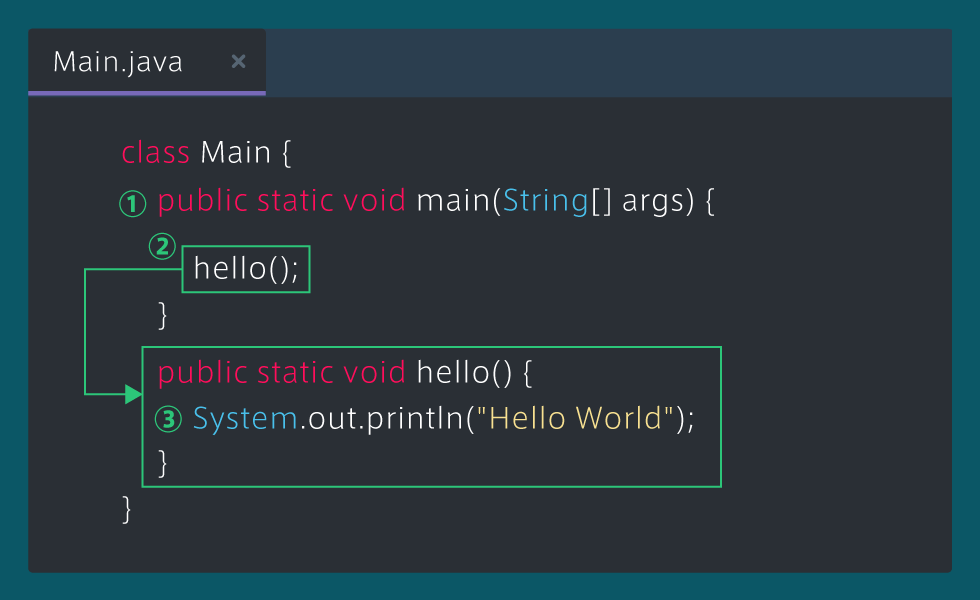 Main.java ×
class Main {
① public static void main(String[] args) {
②
hello();
}
public static void hello() {
③ System.out.println("Hello World");
}
}